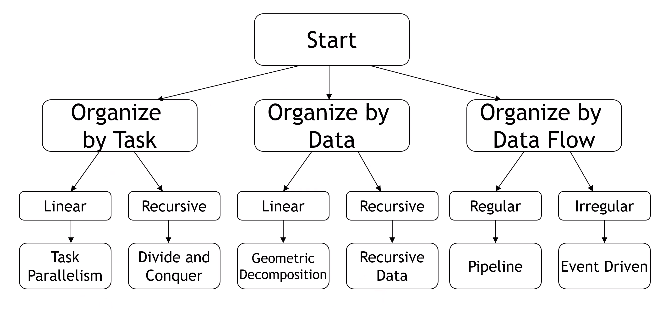 Start
Organize
by Task
Organize by
Data
Organize by
Data Flow
Linear
Recursive
Linear
Recursive
Regular
Irregular
Task
Parallelism
Divide and
Conquer
Geometric
Decomposition
Recursive
Data
Pipeline
Event Driven